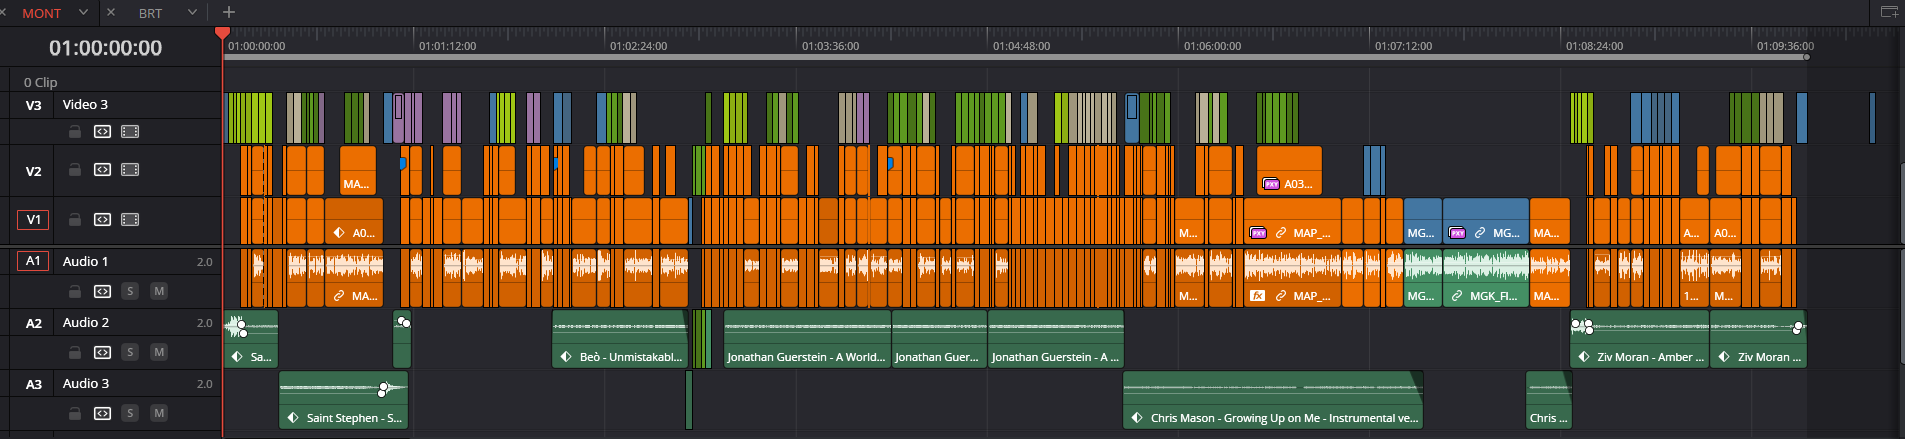 MONT
BRT
01:00:00:00
01:00:00:00
01:01:12:00
01:02:24:00
01:03:36:00
01:04:48:00
01:06:00:00
01:07:12:00
01:08:24:00
01:09:36:00
0 Clip
V3 Video 3
V2
MA...
PXY A03...
V1
A0...
M...
PXY MAP_...
MG...
PXY MG...
MA...
A...
A0...
A1 Audio 1 2.0
S M
MA...
M...
fx MAP_...
MG...
MGK_FI...
MA...
1...
M...
A2 Audio 2 2.0
S M
Sa...
Beò - Unmistakabl...
Jonathan Guerstein - A World...
Jonathan Guer...
Jonathan Guerstein - A ...
Ziv Moran - Amber ...
Ziv Moran ...
A3 Audio 3 2.0
S M
Saint Stephen - S...
Chris Mason - Growing Up on Me - Instrumental ve...
Chris ...